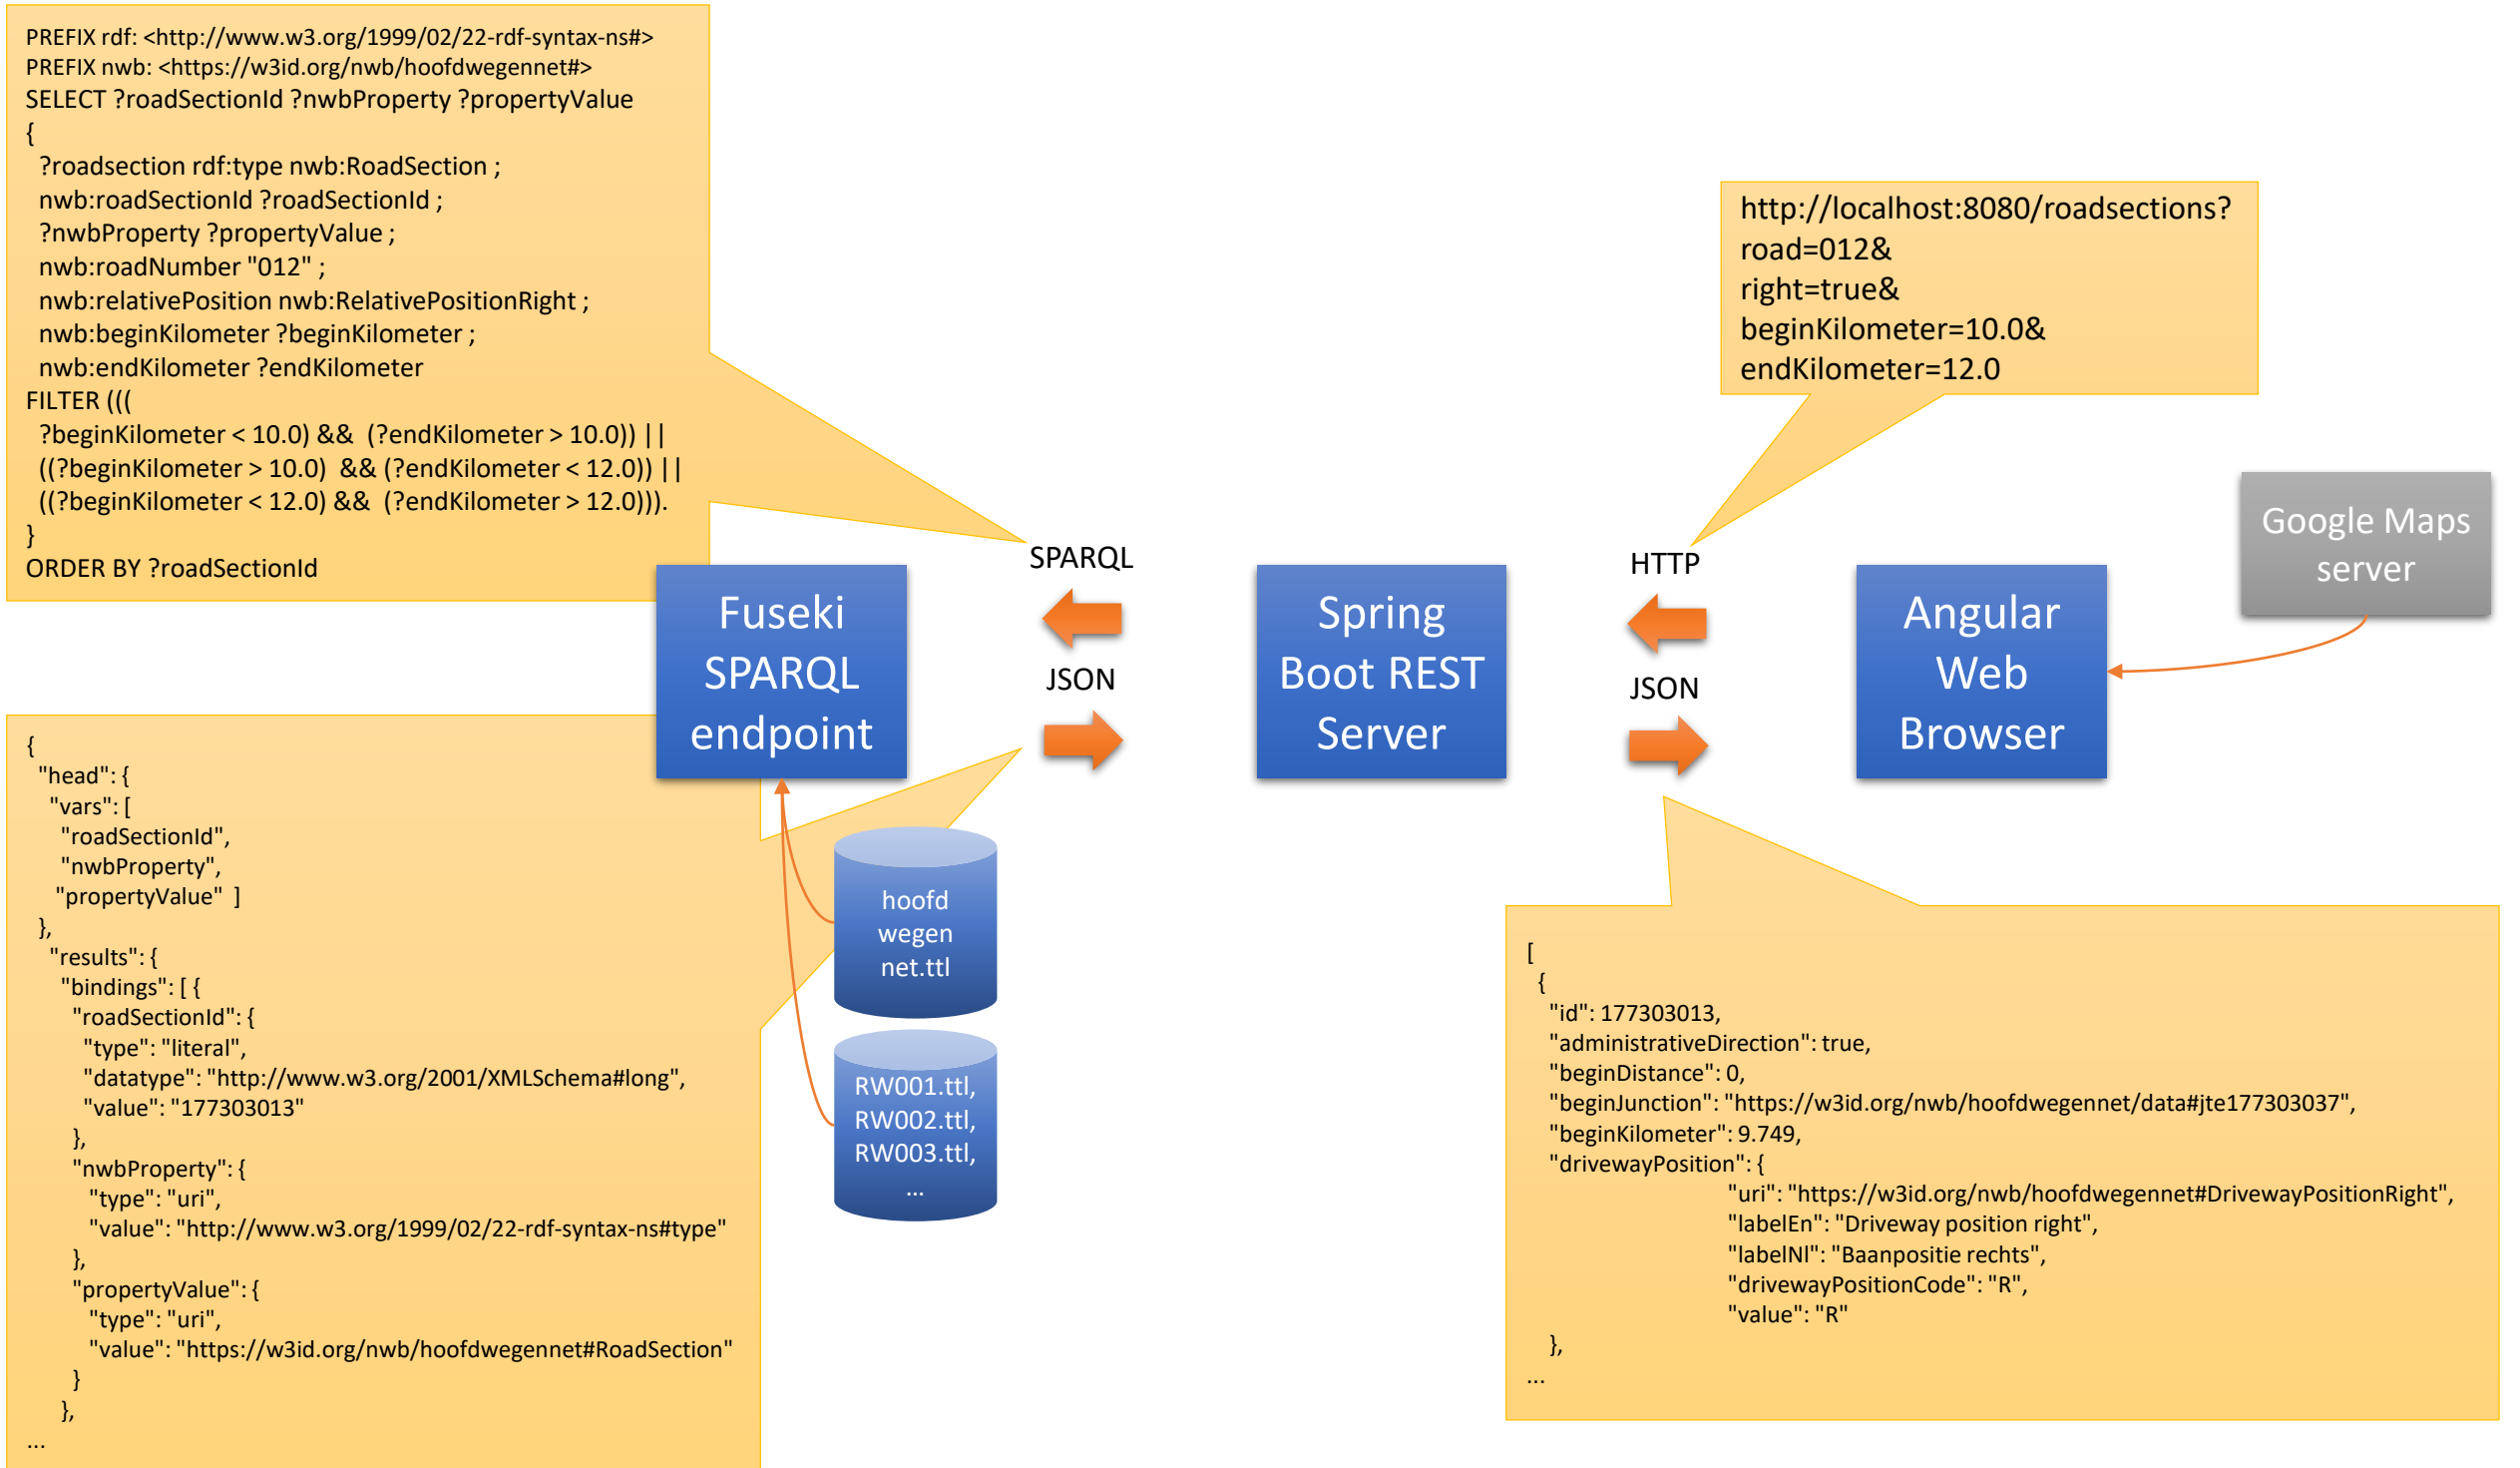 PREFIX rdf: <http://www.w3.org/1999/02/22-rdf-syntax-ns#>
PREFIX nwb: <https://w3id.org/nwb/hoofdwegennet#>
SELECT ?roadSectionId ?nwbProperty ?propertyValue
{
?roadsection rdf:type nwb:RoadSection ;
nwb:roadSectionId ?roadSectionId ;
?nwbProperty ?propertyValue ;
nwb:roadNumber "012" ;
nwb:relativePosition nwb:RelativePositionRight ;
nwb:beginKilometer ?beginKilometer ;
nwb:endKilometer ?endKilometer
FILTER (((
?beginKilometer < 10.0) && (?endKilometer > 10.0)) ||
((?beginKilometer > 10.0) && (?endKilometer < 12.0)) ||
((?beginKilometer < 12.0) && (?endKilometer > 12.0))).
}
ORDER BY ?roadSectionId
http://localhost:8080/roadsections?
road=012&
right=true&
beginKilometer=10.0&
endKilometer=12.0
Google Maps
server
SPARQL
JSON
HTTP
JSON
Fuseki
SPARQL
endpoint
Spring
Boot REST
Server
Angular
Web
Browser
{
"head": {
"vars": [
"roadSectionId",
"nwbProperty",
"propertyValue" ]
},
"results": {
"bindings": [ {
"roadSectionId": {
"type": "literal",
"datatype": "http://www.w3.org/2001/XMLSchema#long",
"value": "177303013"
},
"nwbProperty": {
"type": "uri",
"value": "http://www.w3.org/1999/02/22-rdf-syntax-ns#type"
},
"propertyValue": {
"type": "uri",
"value": "https://w3id.org/nwb/hoofdwegennet#RoadSection"
}
},
...
hoofd
wegen
net.ttl
RW001.ttl,
RW002.ttl,
RW003.ttl,
...
[
{
"id": 177303013,
"administrativeDirection": true,
"beginDistance": 0,
"beginJunction": "https://w3id.org/nwb/hoofdwegennet/data#jte177303037",
"beginKilometer": 9.749,
"drivewayPosition": {
"uri": "https://w3id.org/nwb/hoofdwegennet#DrivewayPositionRight",
"labelEn": "Driveway position right",
"labelNl": "Baanpositie rechts",
"drivewayPositionCode": "R",
"value": "R"
},
...